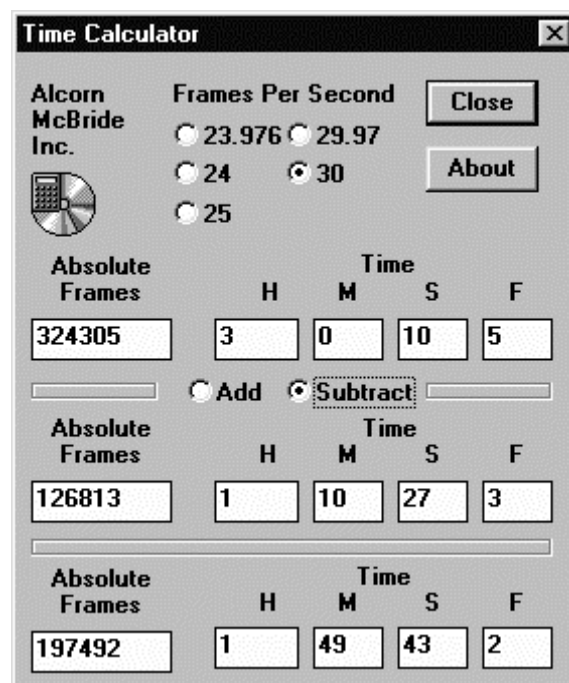 Time Calculator
Alcorn McBride Inc.
Frames Per Second
23.976 29.97
24 30
25
Close
About
Absolute Frames
Time
H M S F
324305 3 0 10 5
Add Subtract
Absolute Frames
Time
H M S F
126813 1 10 27 3
Absolute Frames
Time
H M S F
197492 1 49 43 2